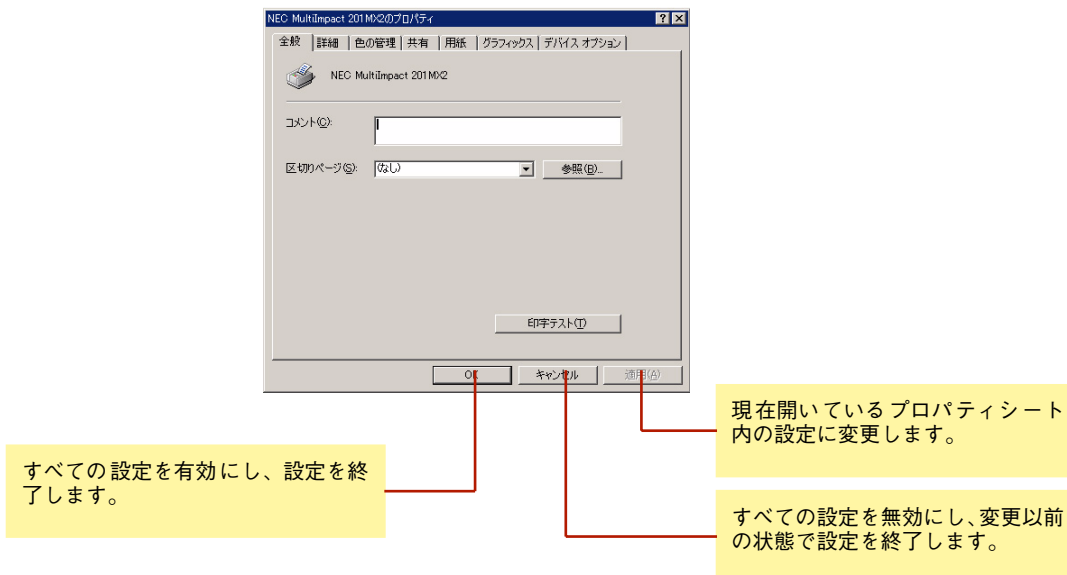 NEC MultiImpact 201MX2のプロパティ
全般 詳細 色の管理 共有 用紙 グラフィックス デバイス オプション
NEC MultiImpact 201MX2
コメント(C):
区切りページ(S): (なし) 参照(B)...
印字テスト(T)
OK キャンセル 適用(A)
現在開いているプロパティシート
内の設定に変更します。
すべての設定を有効にし、設定を終
了します。
すべての設定を無効にし、変更以前
の状態で設定を終了します。